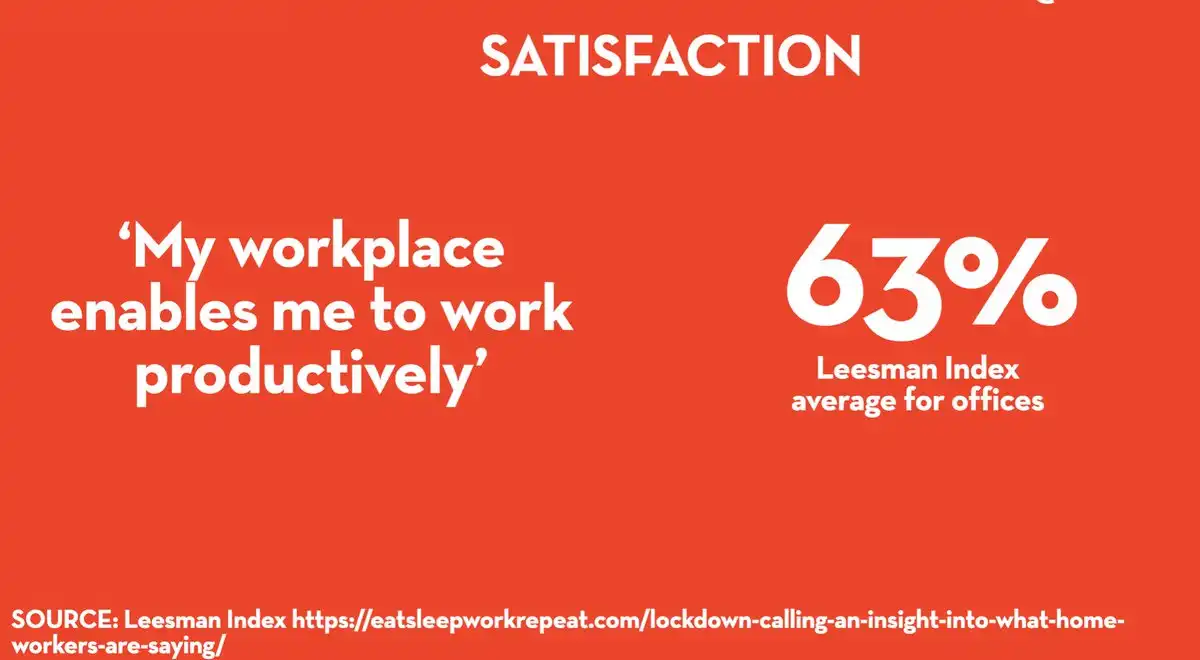 SATISFACTION
‘My workplace
enables me to work
productively’
63%
Leesman Index
average for offices
SOURCE: Leesman Index https://eatsleepworkrepeat.com/lockdown-calling-an-insight-into-what-home-
workers-are-saying/